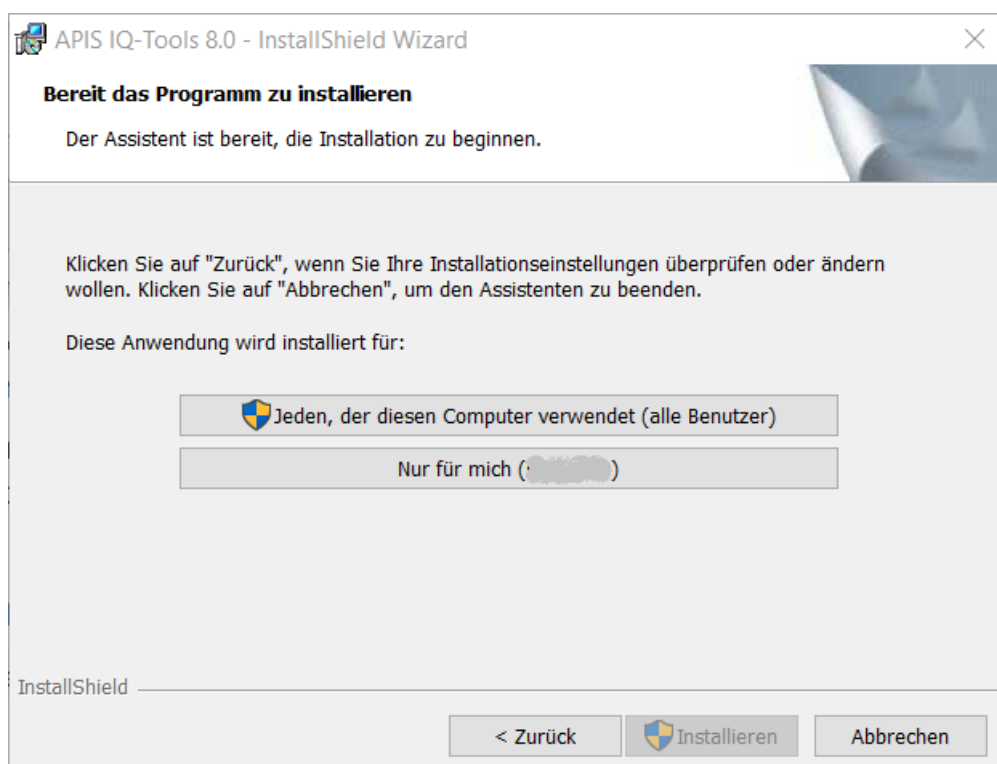 APIS IQ-Tools 8.0 - InstallShield Wizard
Bereit das Programm zu installieren
Der Assistent ist bereit, die Installation zu beginnen.
Klicken Sie auf "Zurück", wenn Sie Ihre Installationseinstellungen überprüfen oder ändern
wollen. Klicken Sie auf "Abbrechen", um den Assistenten zu beenden.
Diese Anwendung wird installiert für:
Jeden, der diesen Computer verwendet (alle Benutzer)
Nur für mich ( )
InstallShield
< Zurück
Installieren
Abbrechen